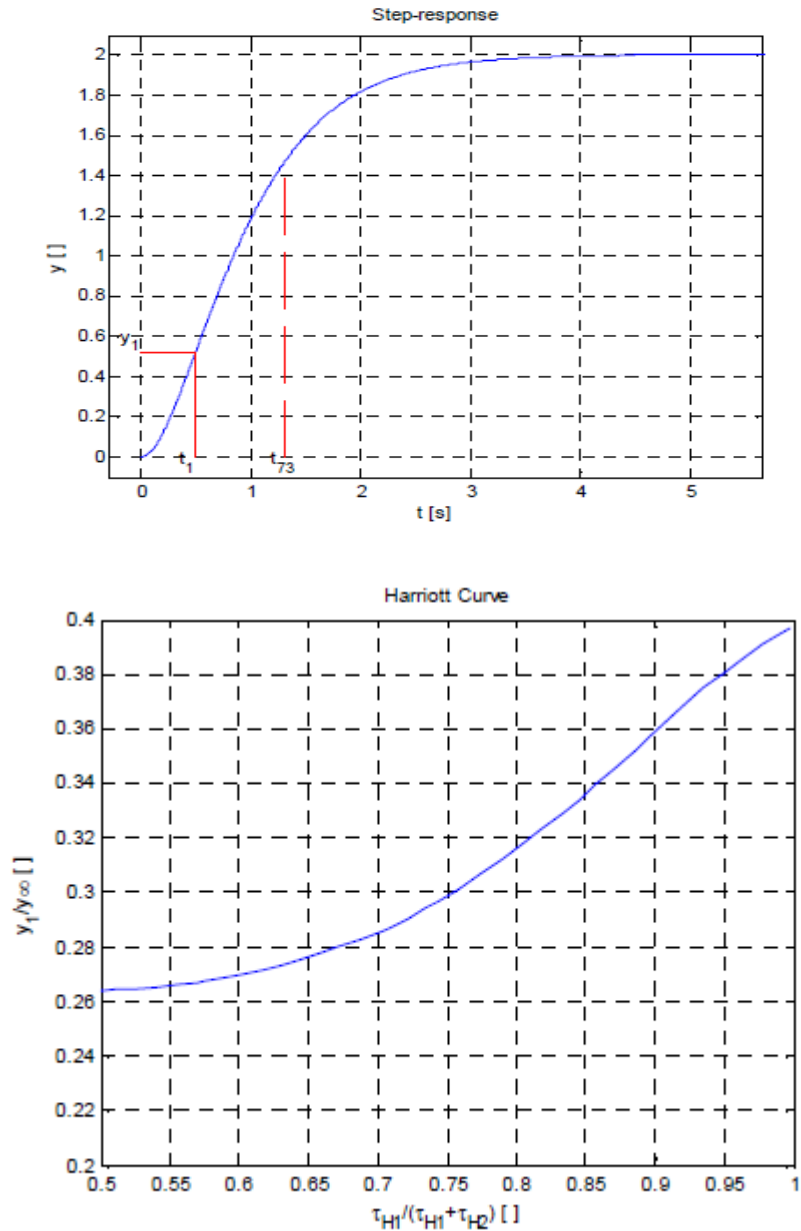 Step-response
2
1.8
1.6
1.4
1.2
1
0.8
0.6
0.4
0.2
0
y [ ]
y1
t1
t73
0 1 2 3 4 5
t [s]
Harriott Curve
0.4
0.38
0.36
0.34
0.32
0.3
0.28
0.26
0.24
0.22
0.2
y1/y∞ [ ]
0.5 0.55 0.6 0.65 0.7 0.75 0.8 0.85 0.9 0.95 1
τH1/(τH1+τH2) [ ]